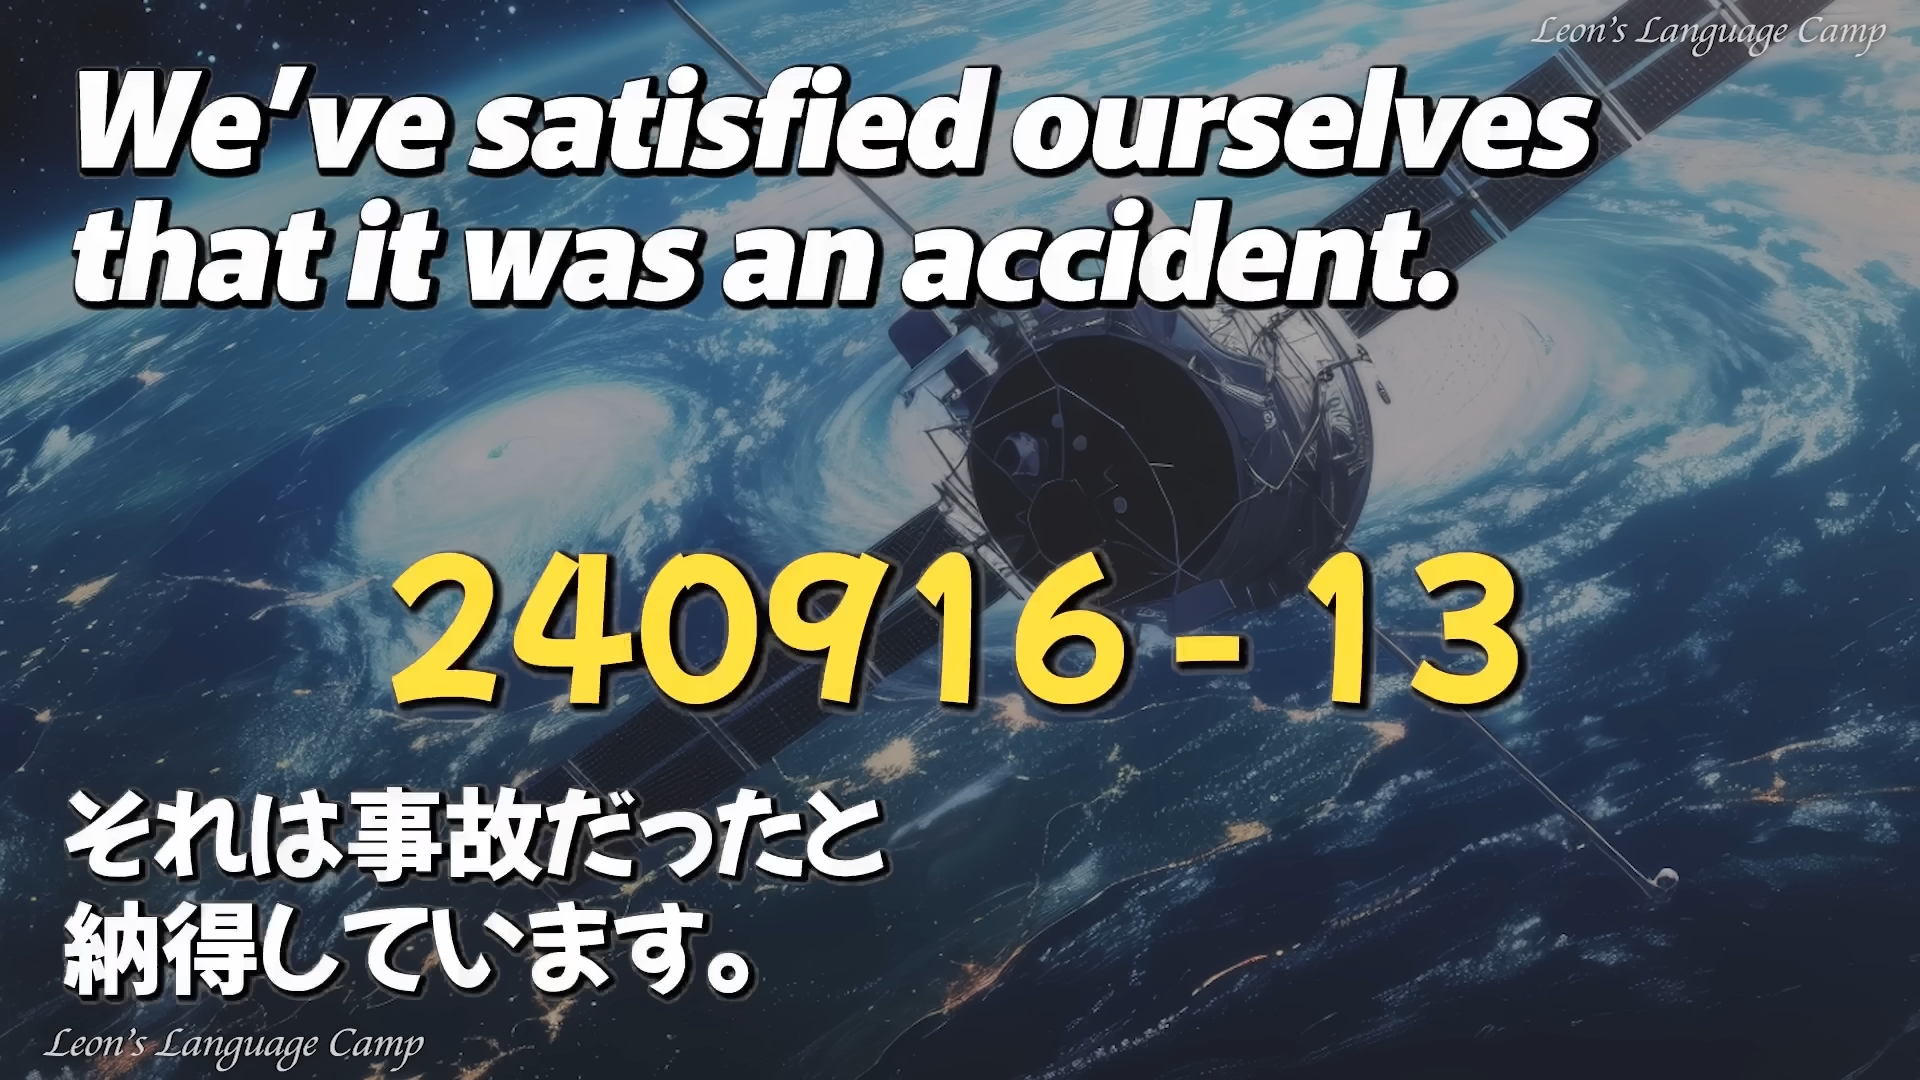 Leon's Language Camp
We've satisfied ourselves
that it was an accident.
240916-13
それは事故だったと
納得しています。
Leon's Language Camp